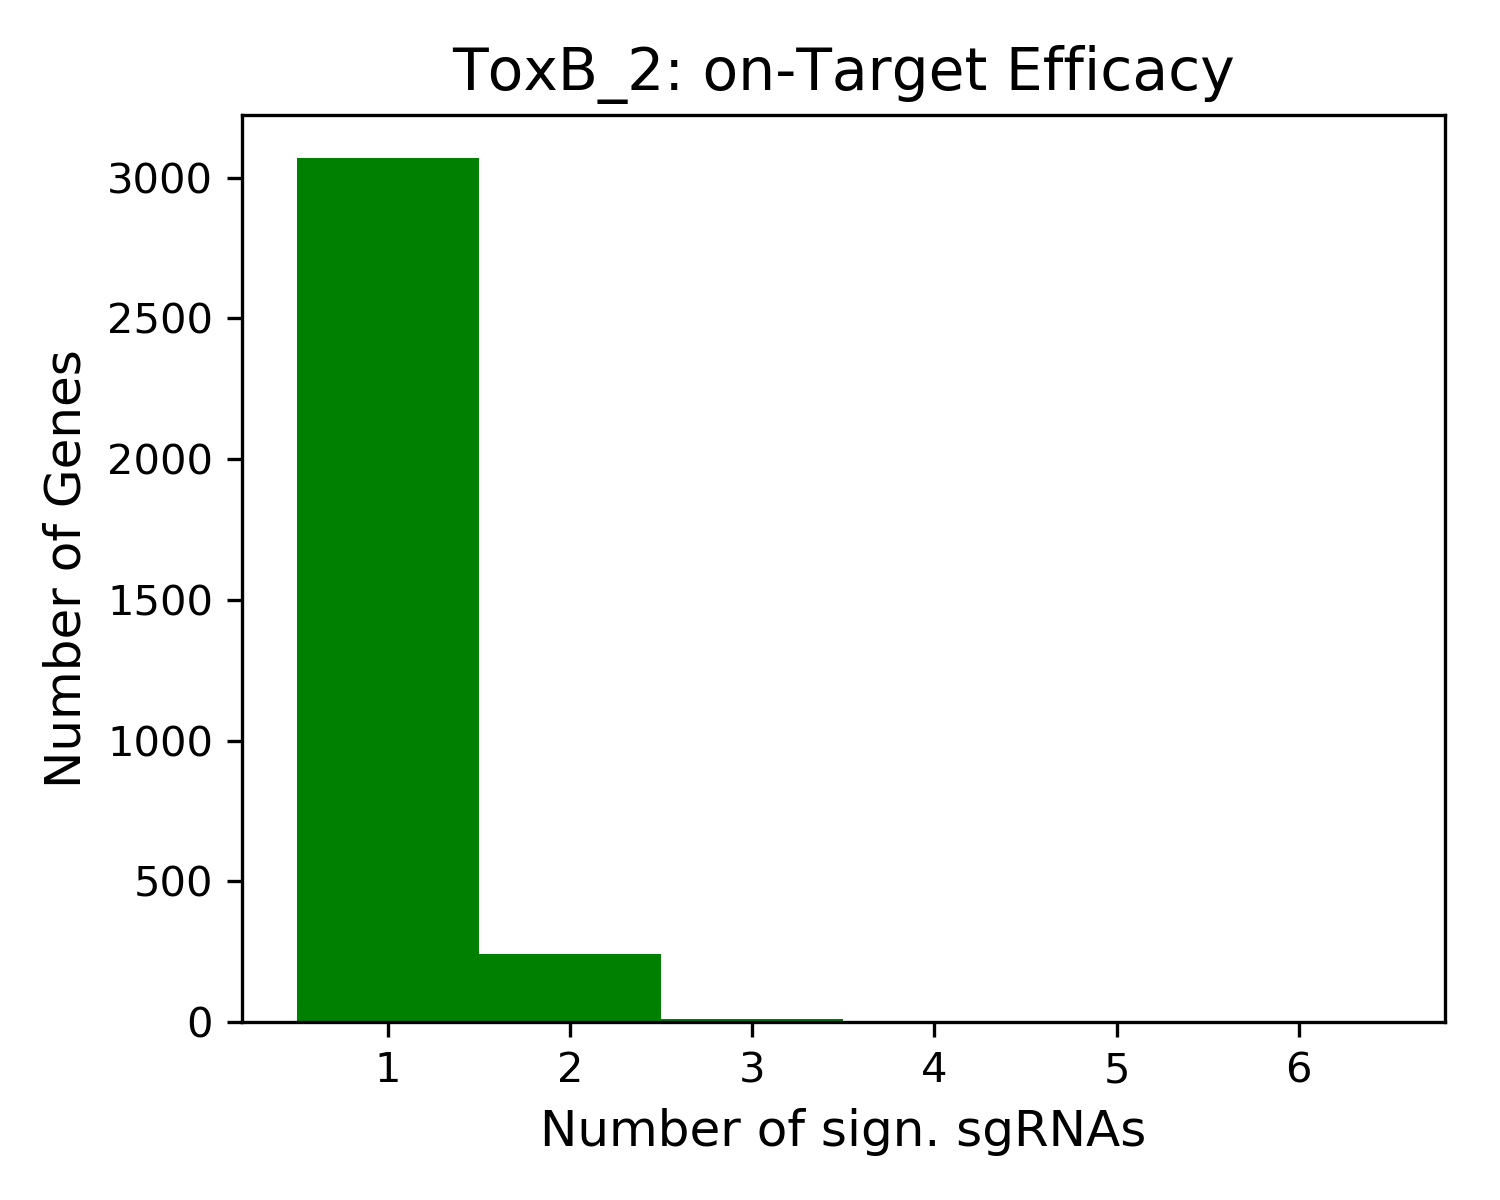 ToxB_2: on-Target Efficacy
3000
2500
2000
1500
1000
500
0
Number of Genes
1 2 3 4 5 6
Number of sign. sgRNAs